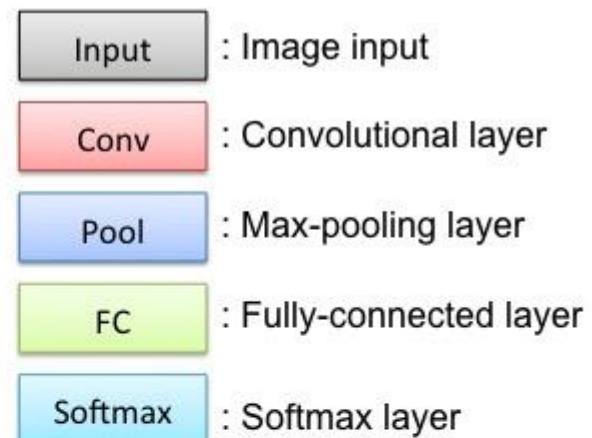 Input : Image input
Conv : Convolutional layer
Pool : Max-pooling layer
FC : Fully-connected layer
Softmax : Softmax layer